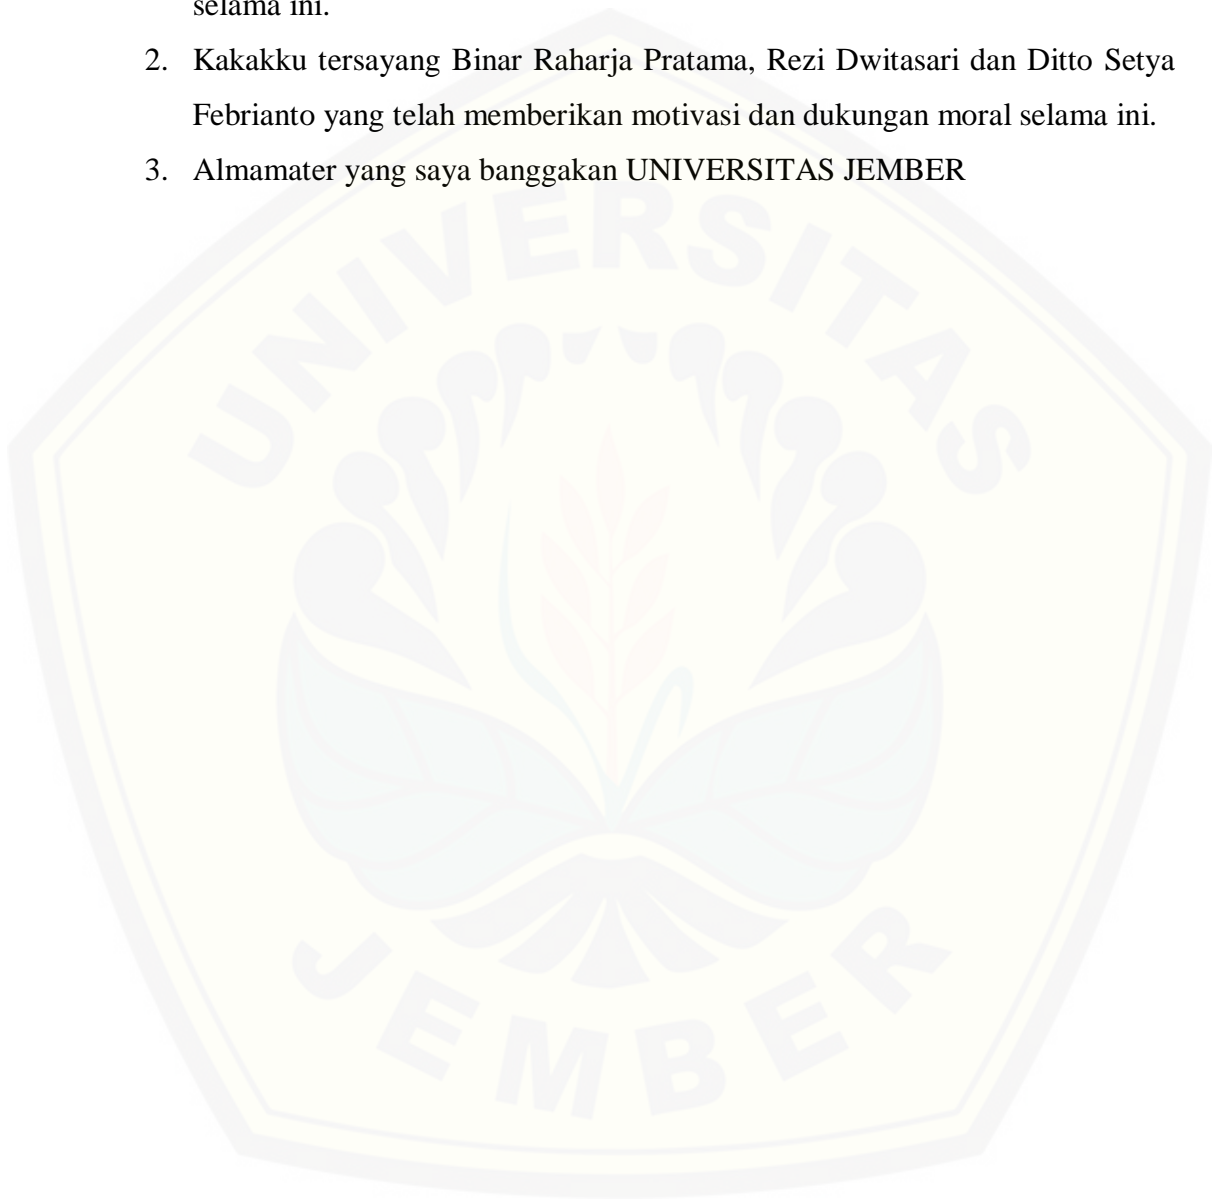 selama ini.
2. Kakakku tersayang Binar Raharja Pratama, Rezi Dwitasari dan Ditto Setya
Febrianto yang telah memberikan motivasi dan dukungan moral selama ini.
3. Almamater yang saya banggakan UNIVERSITAS JEMBER
UNIVERSITAS
JEMBER